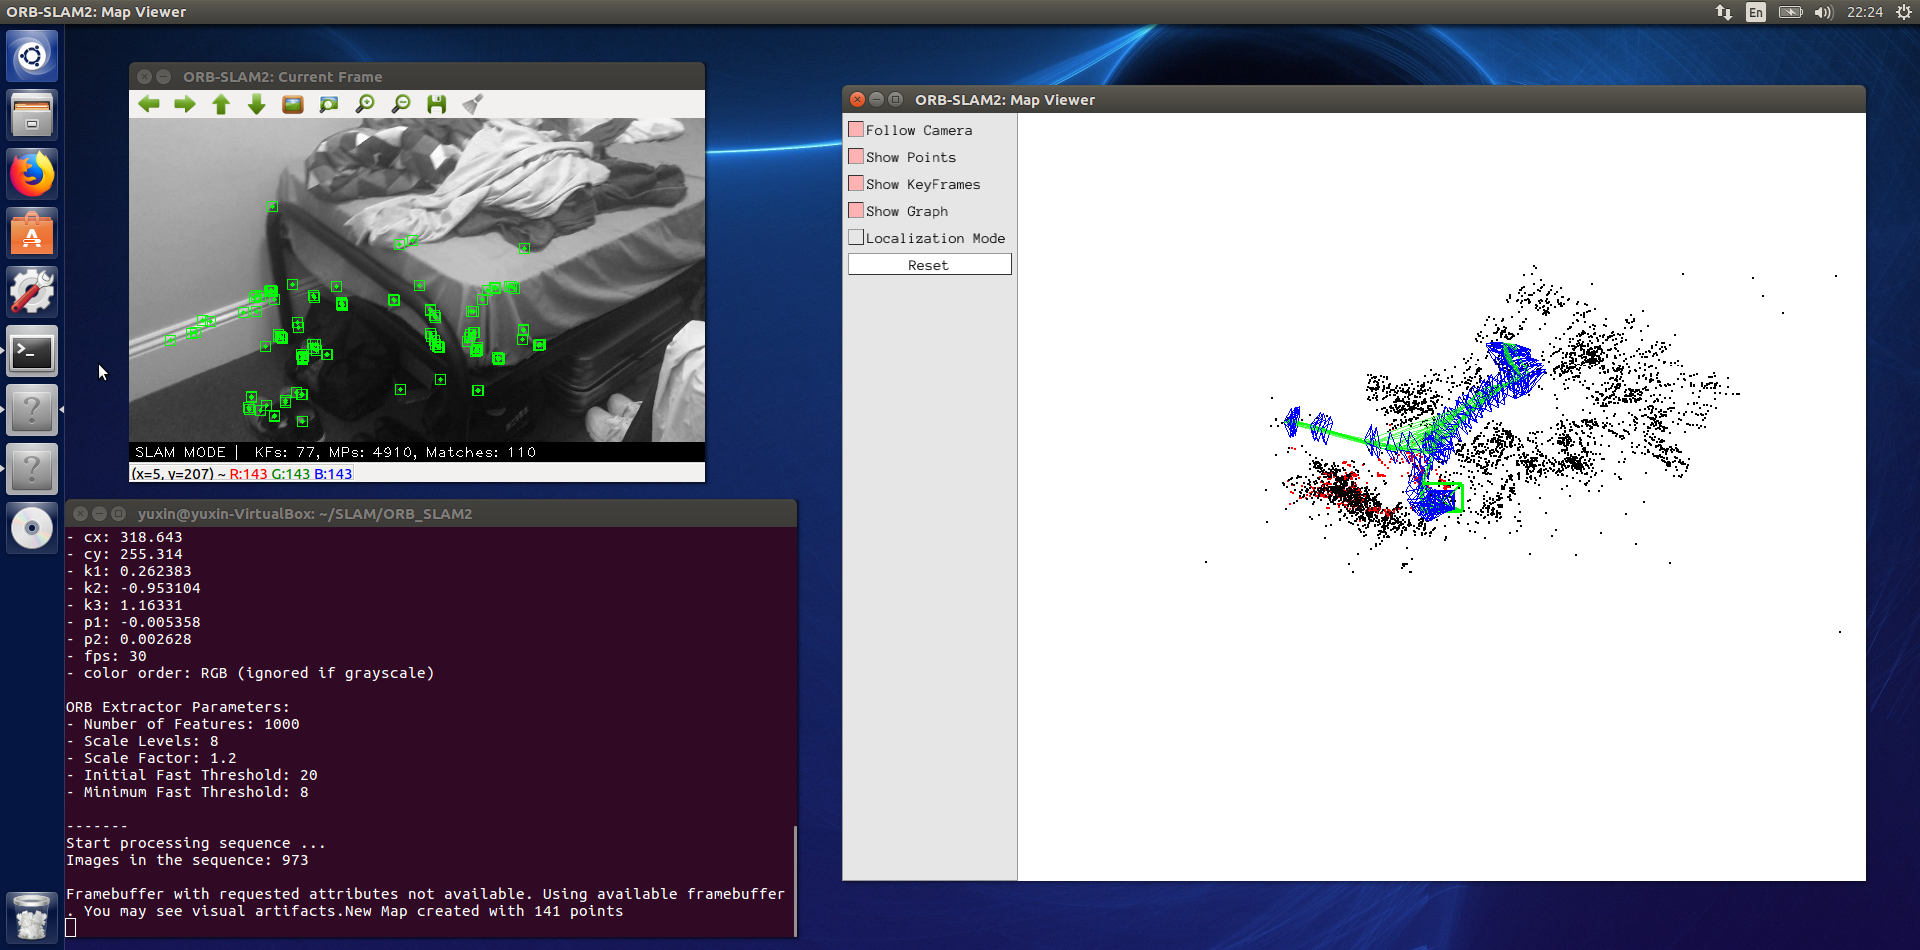 ORB-SLAM2: Map Viewer
En
22:24
ORB-SLAM2: Current Frame
SLAM MODE | KFs: 77, MPs: 4910, Matches: 110
(x=5, y=207) ~ R:143 G:143 B:143
yuxin@yuxin-VirtualBox: ~/SLAM/ORB_SLAM2
- cx: 318.643
- cy: 255.314
- k1: 0.262383
- k2: -0.953104
- k3: 1.16331
- p1: -0.005358
- p2: 0.002628
- fps: 30
- color order: RGB (ignored if grayscale)
ORB Extractor Parameters:
- Number of Features: 1000
- Scale Levels: 8
- Scale Factor: 1.2
- Initial Fast Threshold: 20
- Minimum Fast Threshold: 8
-------
Start processing sequence ...
Images in the sequence: 973
Framebuffer with requested attributes not available. Using available framebuffer
. You may see visual artifacts.New Map created with 141 points
ORB-SLAM2: Map Viewer
Follow Camera
Show Points
Show KeyFrames
Show Graph
Localization Mode
Reset